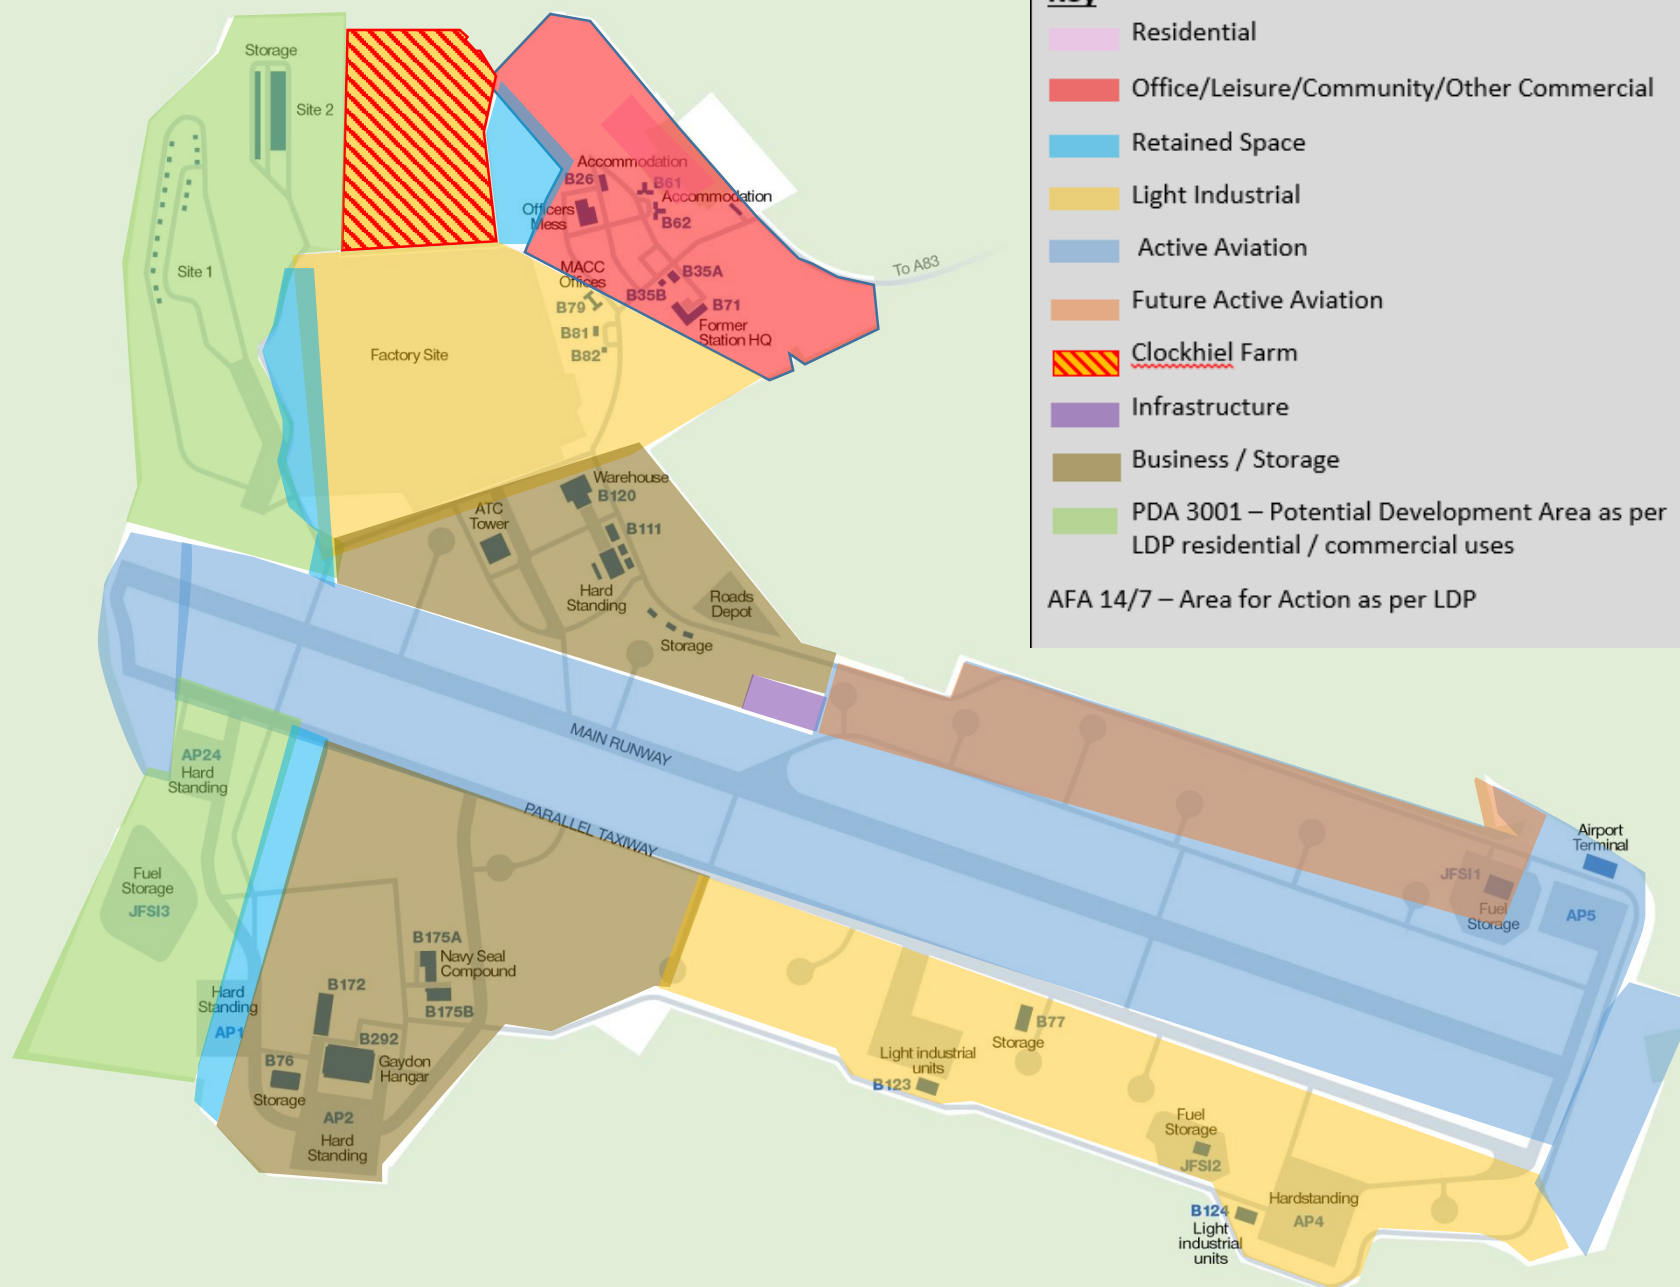 Key
Residential
Office/Leisure/Community/Other Commercial
Retained Space
Light Industrial
Active Aviation
Future Active Aviation
Clockhiel Farm
Infrastructure
Business / Storage
PDA 3001 – Potential Development Area as per
LDP residential / commercial uses
AFA 14/7 – Area for Action as per LDP
Storage
Site 2
Site 1
Accommodation
B26
B61
Accommodation
Officers
Mess
B62
To A83
MACC
Offices
B35A
B35B
B79
B71
Former
Station HQ
B81
B82
Factory Site
Warehouse
B120
ATC
Tower
B111
Hard
Standing
Roads
Depot
Storage
MAIN RUNWAY
PARALLEL TAXIWAY
AP24
Hard
Standing
Fuel
Storage
JFSI3
Airport
Terminal
JFSI1
Fuel
Storage
AP5
B175A
Navy Seal
Compound
B175B
Hard
Standing
AP1
B172
B292
Gaydon
Hangar
B76
Storage
AP2
Hard
Standing
B77
Storage
Light industrial
units
B123
Fuel
Storage
JFSI2
Hardstanding
AP4
B124
Light
industrial
units